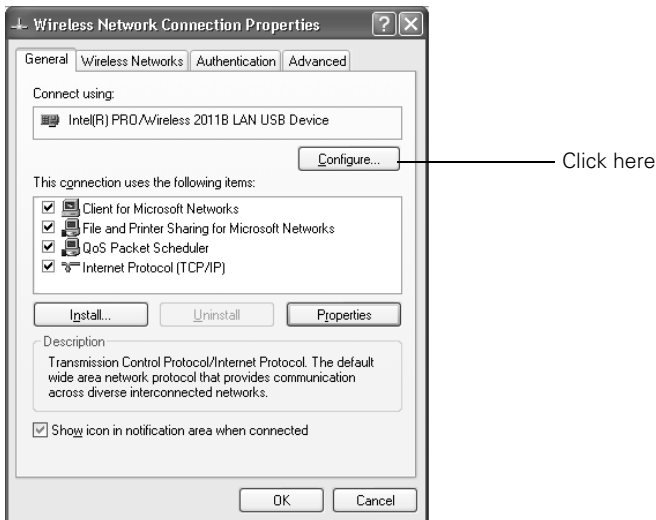 Wireless Network Connection Properties
General Wireless Networks Authentication Advanced
Connect using:
Intel(R) PRO/Wireless 2011B LAN USB Device
Configure...
Click here
This connection uses the following items:
Client for Microsoft Networks
File and Printer Sharing for Microsoft Networks
QoS Packet Scheduler
Internet Protocol (TCP/IP)
Install... Uninstall Properties
Description
Transmission Control Protocol/Internet Protocol. The default
wide area network protocol that provides communication
across diverse interconnected networks.
Show icon in notification area when connected
OK Cancel